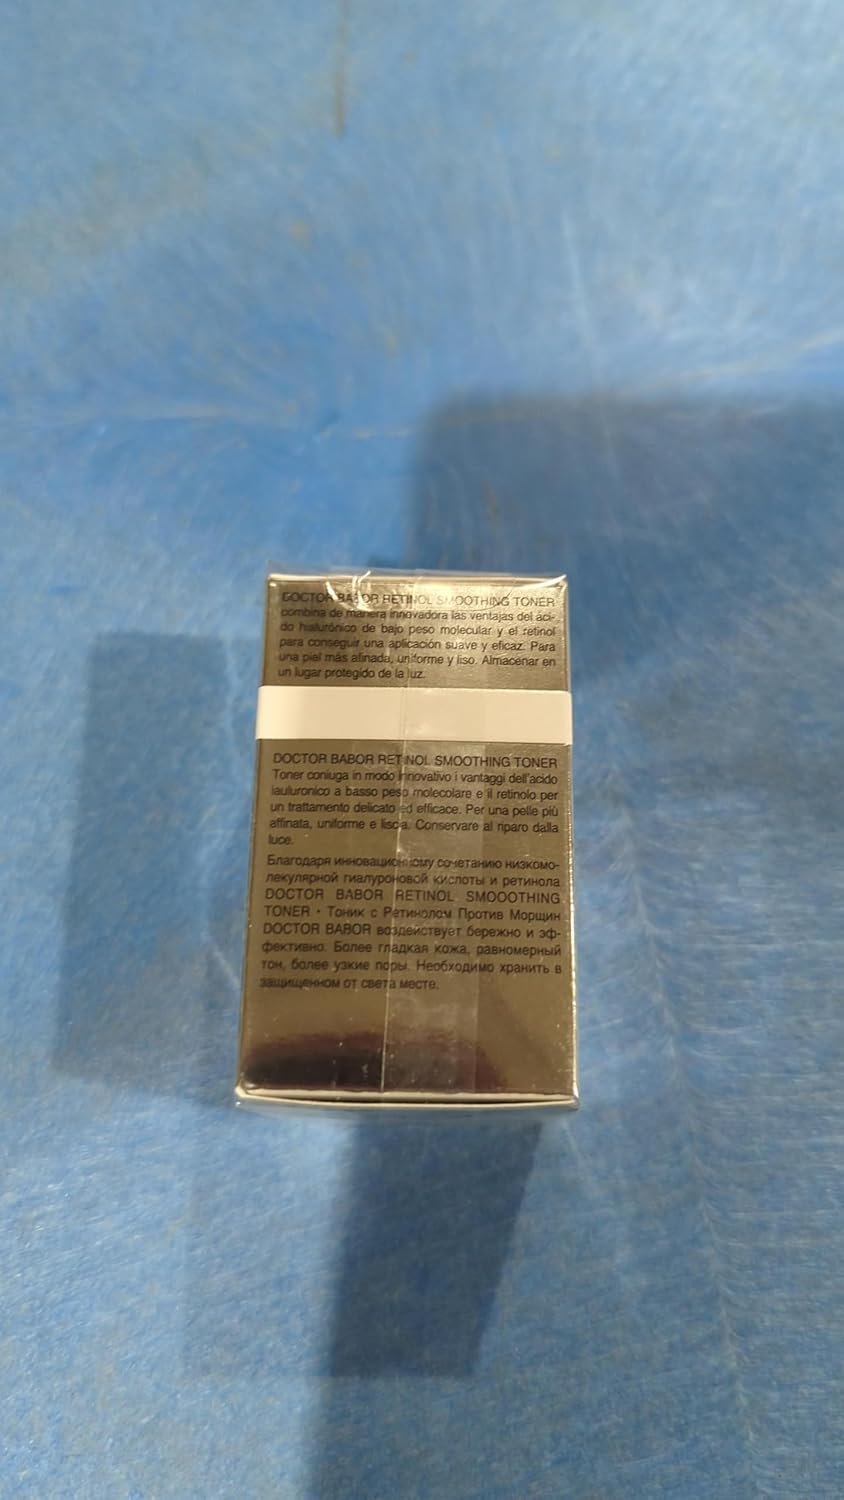 DOCTOR BABOR RETINOL SMOOTHING TONER
combina de manera innovadora las ventajas del áci-
do hialurónico de bajo peso molecular y el retinol
para conseguir una aplicación suave y eficaz. Para
una piel más afinada, uniforme y liso. Almacenar en
un lugar protegido de la luz.
DOCTOR BABOR RETINOL SMOOTHING TONER
Toner coniuga in modo innovativo i vantaggi dell'acido
iauluronico a basso peso molecolare e il retinolo per
un trattamento delicato ed efficace. Per una pelle più
affinata, uniforme e liscia. Conservare al riparo dalla
luce.
Благодаря инновационному сочетанию низкомо-
лекулярной гиалуроновой кислоты и ретинола
DOCTOR BABOR RETINOL SMOOOTHING
TONER • Тоник с Ретинолом Против Морщин
DOCTOR BABOR воздействует бережно и эф-
фективно. Более гладкая кожа, равномерный
тон, более узкие поры. Необходимо хранить в
защищенном от света месте.